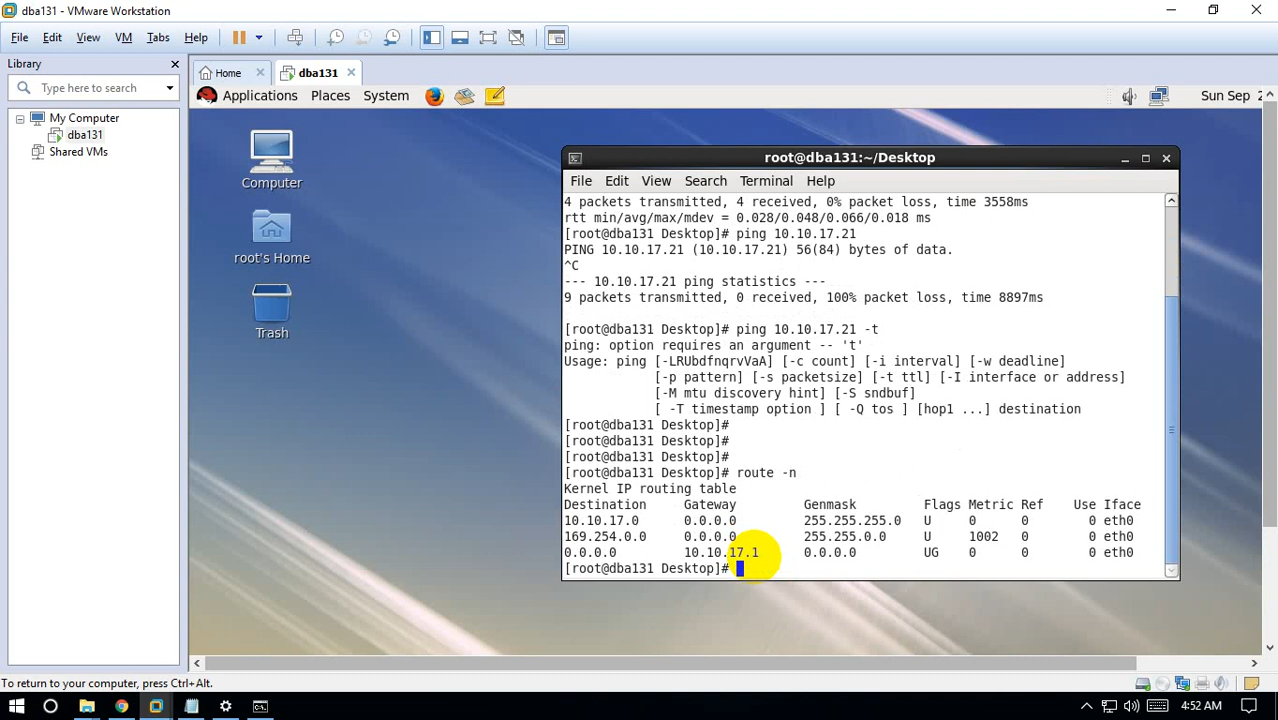 dba131 - VMware Workstation
File Edit View VM Tabs Help
Library
Type here to search
My Computer
dba131
Shared VMs
Home
dba131
Applications Places System
Sun Sep 2
Computer
root's Home
Trash
root@dba131:~/Desktop
File Edit View Search Terminal Help
4 packets transmitted, 4 received, 0% packet loss, time 3558ms
rtt min/avg/max/mdev = 0.028/0.048/0.066/0.018 ms
[root@dba131 Desktop]# ping 10.10.17.21
PING 10.10.17.21 (10.10.17.21) 56(84) bytes of data.
^C
--- 10.10.17.21 ping statistics ---
9 packets transmitted, 0 received, 100% packet loss, time 8897ms
[root@dba131 Desktop]# ping 10.10.17.21 -t
ping: option requires an argument -- 't'
Usage: ping [-LRUbdfnqrvVaA] [-c count] [-i interval] [-w deadline]
[-p pattern] [-s packetsize] [-t ttl] [-I interface or address]
[-M mtu discovery hint] [-S sndbuf]
[ -T timestamp option ] [ -Q tos ] [hop1 ...] destination
[root@dba131 Desktop]#
[root@dba131 Desktop]#
[root@dba131 Desktop]#
[root@dba131 Desktop]# route -n
Kernel IP routing table
Destination Gateway Genmask Flags Metric Ref Use Iface
10.10.17.0 0.0.0.0 255.255.255.0 U 0 0 0 eth0
169.254.0.0 0.0.0.0 255.255.0.0 U 1002 0 0 eth0
0.0.0.0 10.10.17.1 0.0.0.0 UG 0 0 0 eth0
[root@dba131 Desktop]#
To return to your computer, press Ctrl+Alt.
4:52 AM